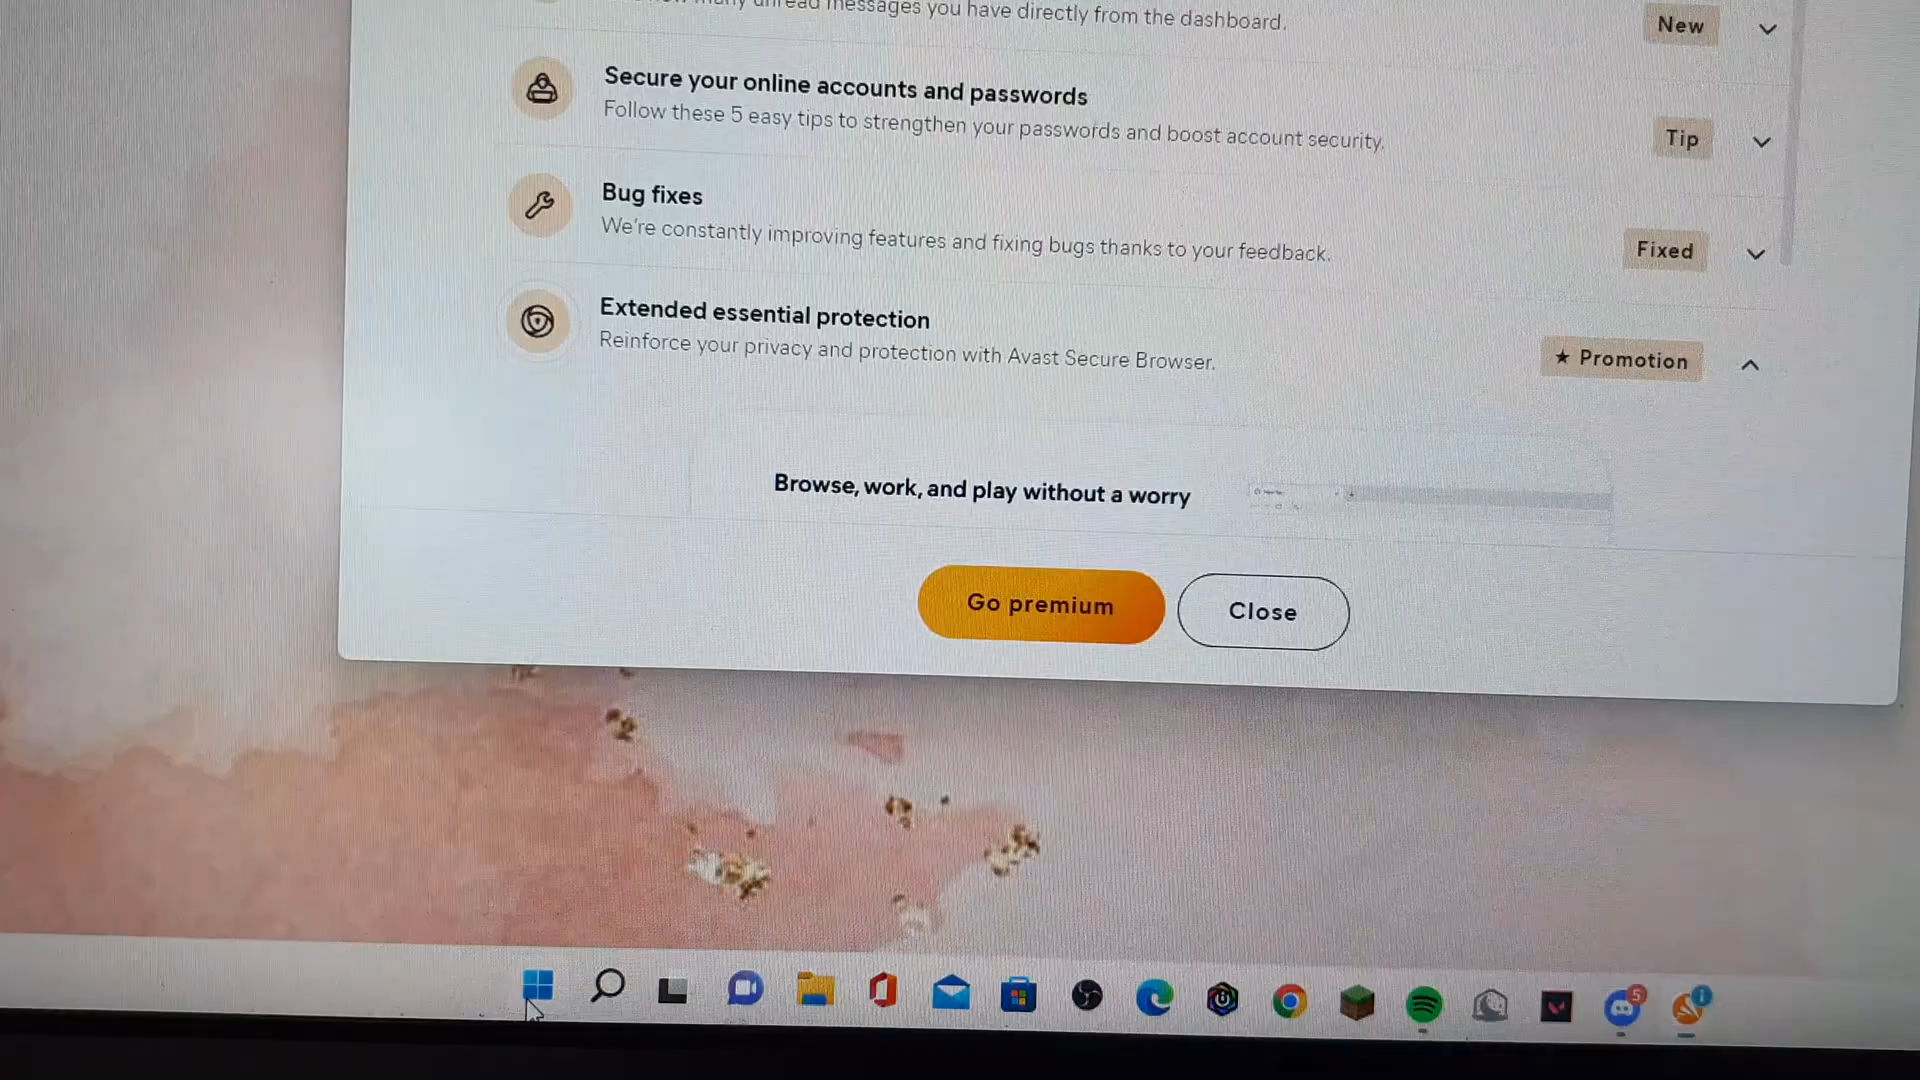 unread messages you have directly from the dashboard.
New
Secure your online accounts and passwords
Follow these 5 easy tips to strengthen your passwords and boost account security.
Tip
Bug fixes
We're constantly improving features and fixing bugs thanks to your feedback.
Fixed
Extended essential protection
Reinforce your privacy and protection with Avast Secure Browser.
★ Promotion
Browse, work, and play without a worry
Go premium
Close
5